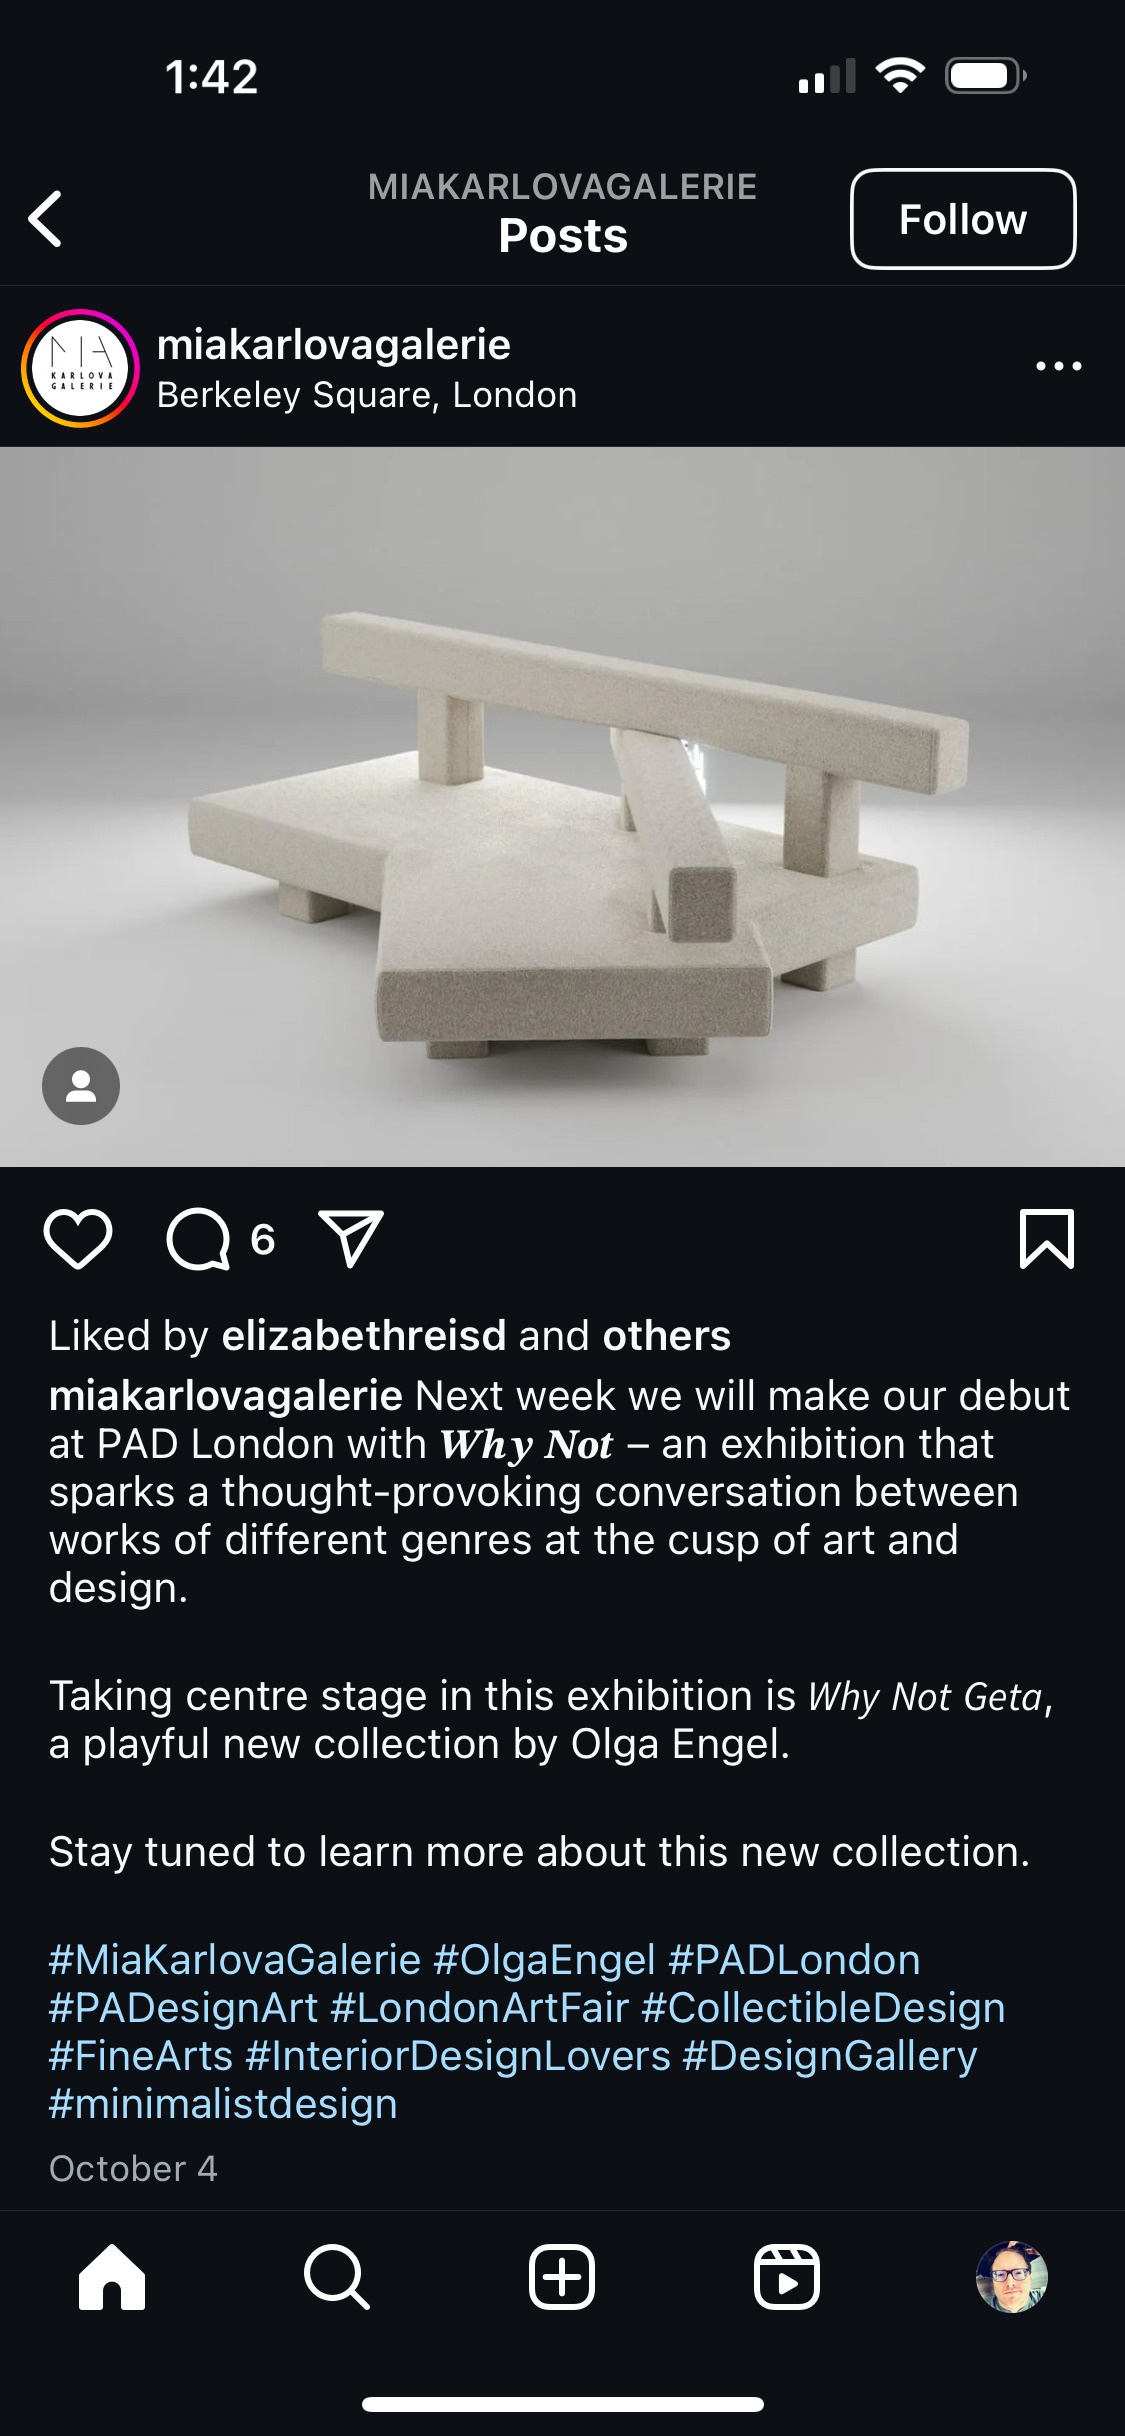 1:42
MIAKARLOVAGALERIE
Posts
Follow
MIA
KARLOVA
GALERIE
miakarlovagalerie
Berkeley Square, London
6
Liked by elizabethreisd and others
miakarlovagalerie Next week we will make our debut
at PAD London with Why Not – an exhibition that
sparks a thought-provoking conversation between
works of different genres at the cusp of art and
design.
Taking centre stage in this exhibition is Why Not Geta,
a playful new collection by Olga Engel.
Stay tuned to learn more about this new collection.
#MiaKarlovaGalerie #OlgaEngel #PADLondon
#PADesignArt #LondonArtFair #CollectibleDesign
#FineArts #InteriorDesignLovers #DesignGallery
#minimalistdesign
October 4